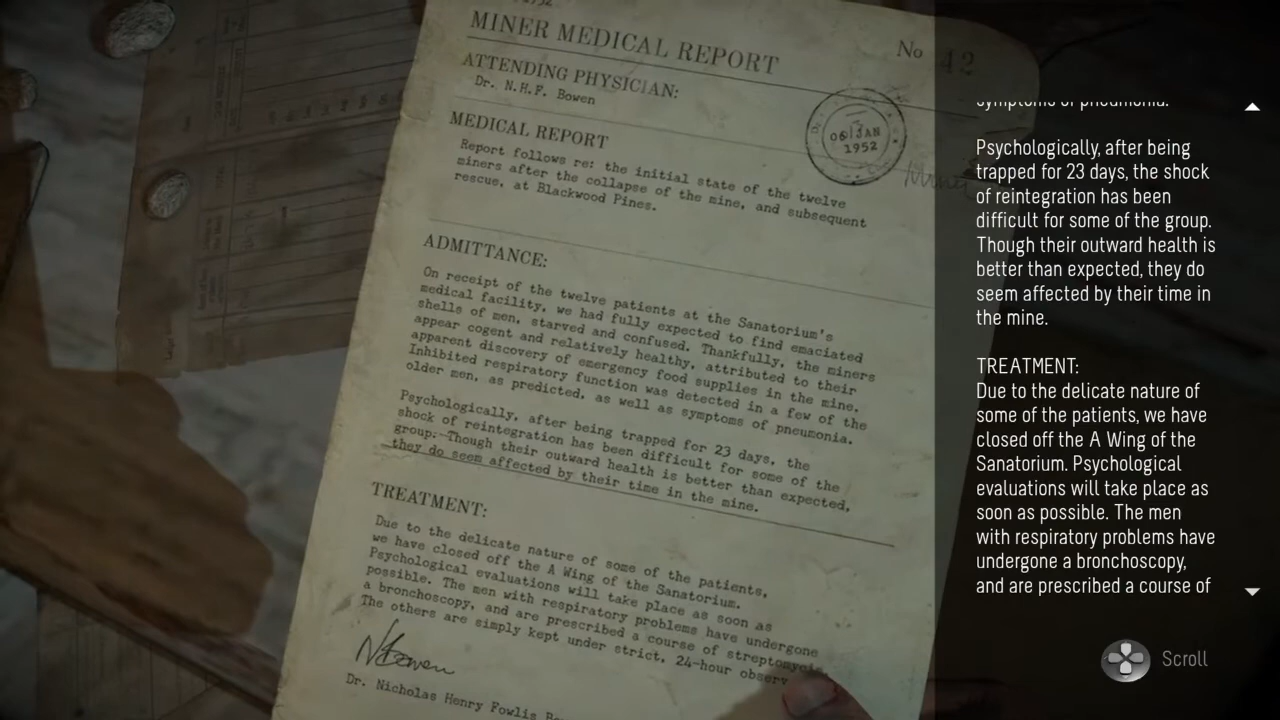 MINER MEDICAL REPORT
No 42
ATTENDING PHYSICIAN:
Dr. N.H.F. Bowen
06 JAN
1952
MEDICAL REPORT
Report follows re: the initial state of the twelve
miners after the collapse of the mine, and subsequent
rescue, at Blackwood Pines.
ADMITTANCE:
On receipt of the twelve patients at the Sanatorium's
medical facility, we had fully expected to find emaciated
shells of men, starved and confused. Thankfully, the miners
appear cogent and relatively healthy, attributed to their
apparent discovery of emergency food supplies in the mine.
Inhibited respiratory function was detected in a few of the
older men, as predicted, as well as symptoms of pneumonia.
Psychologically, after being trapped for 23 days, the
shock of reintegration has been difficult for some of the
group. Though their outward health is better than expected,
they do seem affected by their time in the mine.
TREATMENT:
Due to the delicate nature of some of the patients,
we have closed off the A Wing of the Sanatorium.
Psychological evaluations will take place as soon as
possible. The men with respiratory problems have undergone
a bronchoscopy, and are prescribed a course of streptomycin.
The others are simply kept under strict, 24-hour observ
NBowen
Dr. Nicholas Henry Fowlis
symptoms of pneumonia.
Psychologically, after being
trapped for 23 days, the shock
of reintegration has been
difficult for some of the group.
Though their outward health is
better than expected, they do
seem affected by their time in
the mine.
TREATMENT:
Due to the delicate nature of
some of the patients, we have
closed off the A Wing of the
Sanatorium. Psychological
evaluations will take place as
soon as possible. The men
with respiratory problems have
undergone a bronchoscopy,
and are prescribed a course of
Scroll